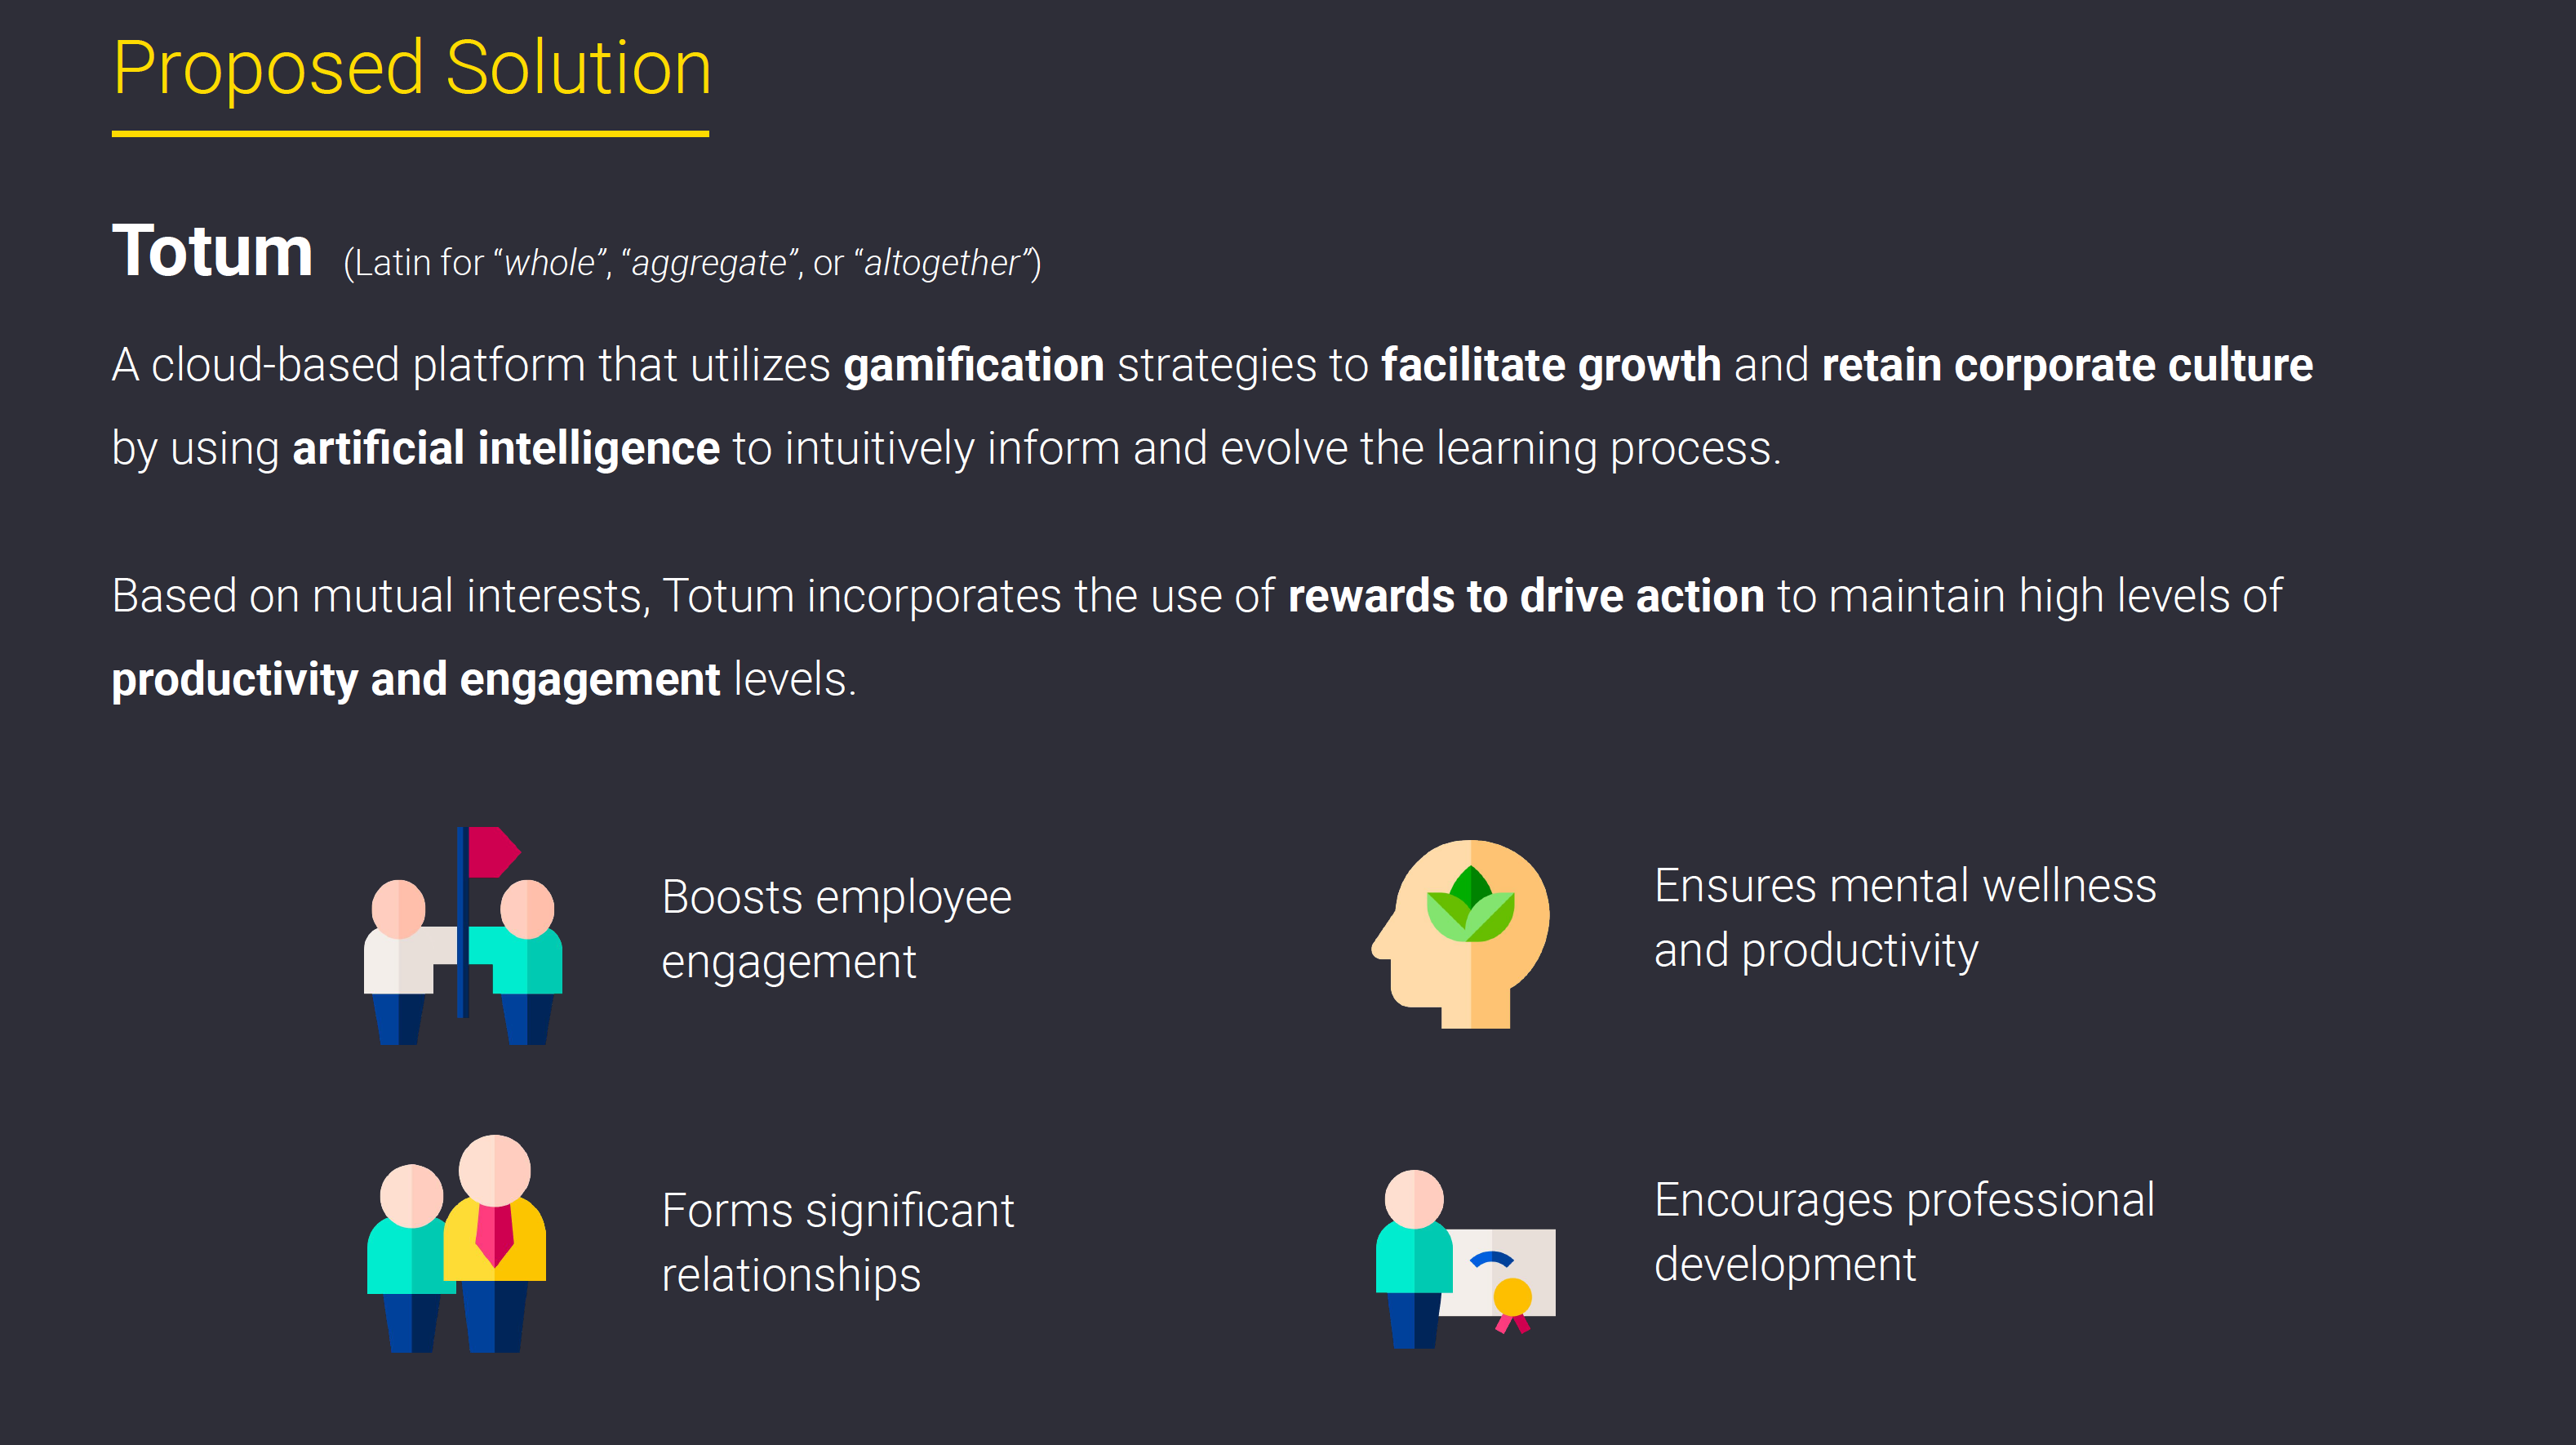 Proposed Solution
Totum (Latin for “whole”, “aggregate”, or “altogether”)
A cloud-based platform that utilizes gamification strategies to facilitate growth and retain corporate culture
by using artificial intelligence to intuitively inform and evolve the learning process.
Based on mutual interests, Totum incorporates the use of rewards to drive action to maintain high levels of
productivity and engagement levels.
Boosts employee
engagement
Ensures mental wellness
and productivity
Forms significant
relationships
Encourages professional
development